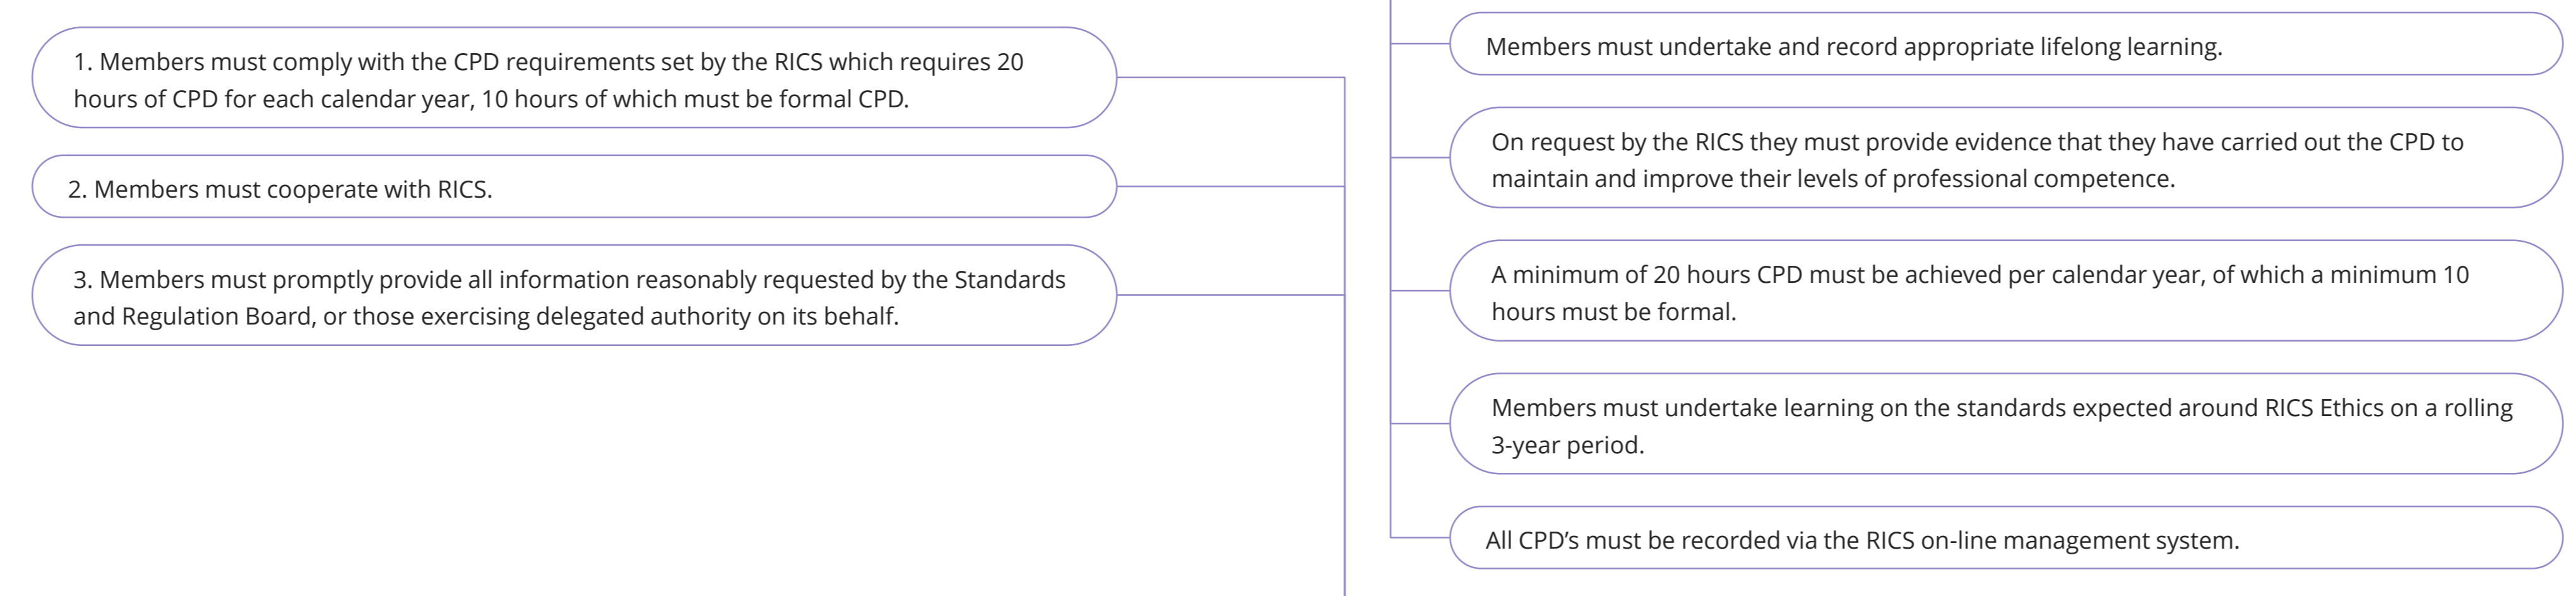 1. Members must comply with the CPD requirements set by the RICS which requires 20
hours of CPD for each calendar year, 10 hours of which must be formal CPD.
2. Members must cooperate with RICS.
3. Members must promptly provide all information reasonably requested by the Standards
and Regulation Board, or those exercising delegated authority on its behalf.
Members must undertake and record appropriate lifelong learning.
On request by the RICS they must provide evidence that they have carried out the CPD to
maintain and improve their levels of professional competence.
A minimum of 20 hours CPD must be achieved per calendar year, of which a minimum 10
hours must be formal.
Members must undertake learning on the standards expected around RICS Ethics on a rolling
3-year period.
All CPD’s must be recorded via the RICS on-line management system.